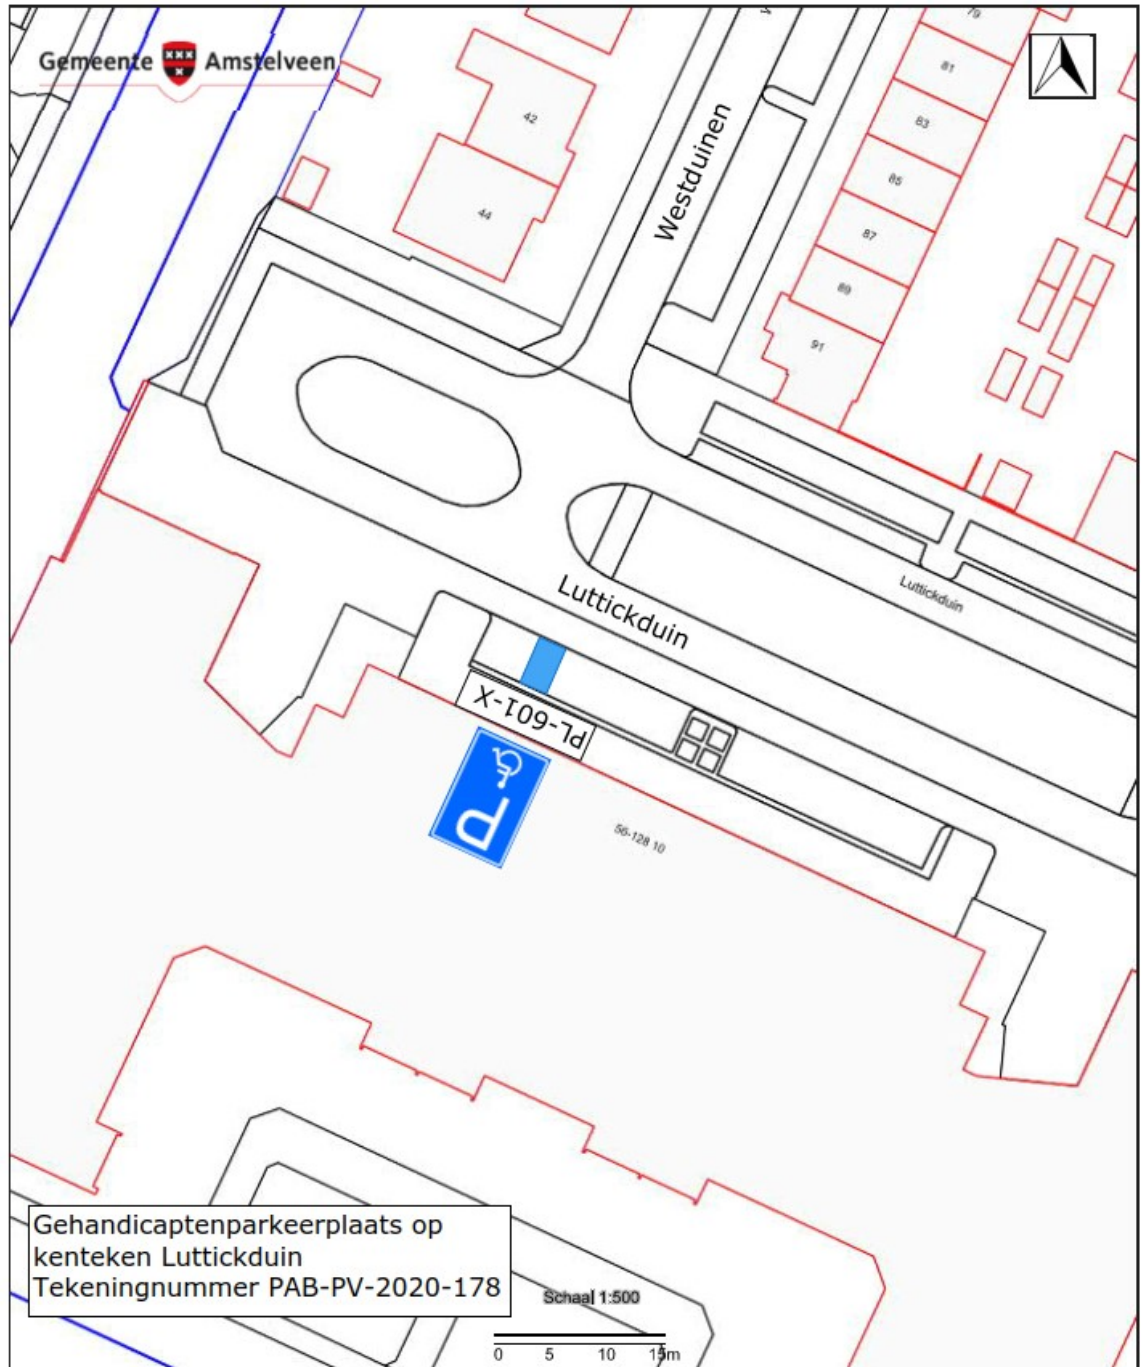 Gemeente Amstelveen
79
81
83
85
87
89
91
42
44
Westduinen
Luttickduin
Luttickduin
PL-601-X
P
56-128 10
Gehandicaptenparkeerplaats op
kenteken Luttickduin
Tekeningnummer PAB-PV-2020-178
Schaal 1:500
0 5 10 15m